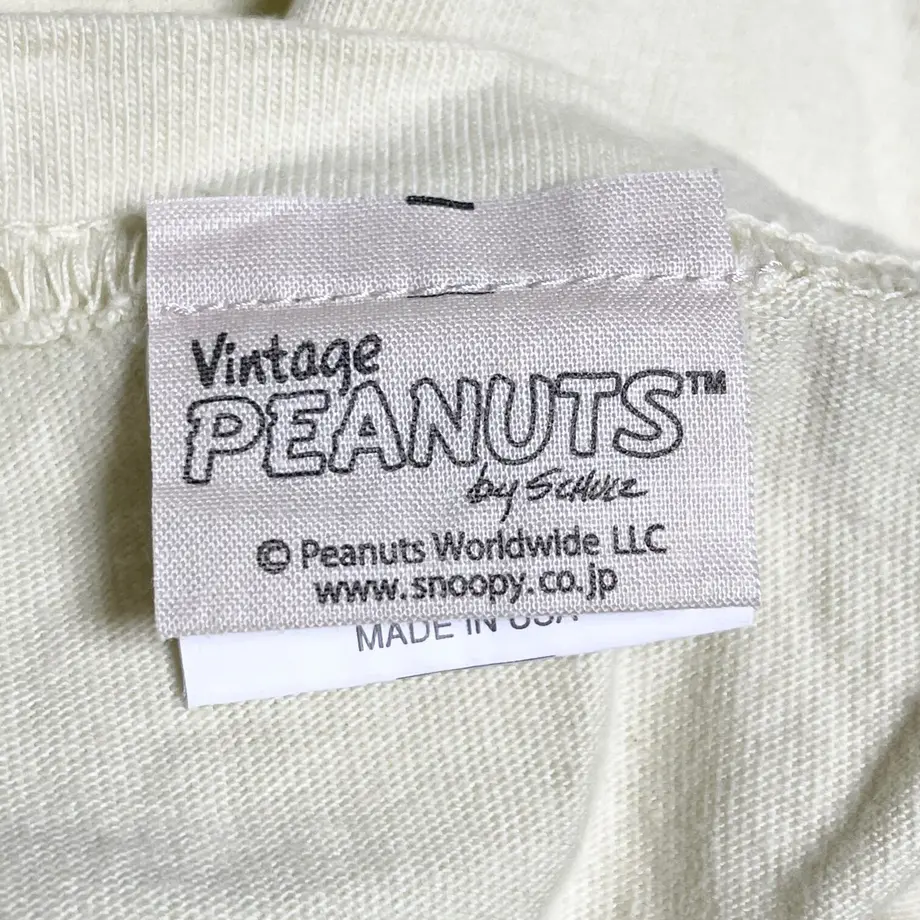 Vintage
PEANUTS™
by SCHULZ
© Peanuts Worldwide LLC
www.snoopy.co.jp
MADE IN USA